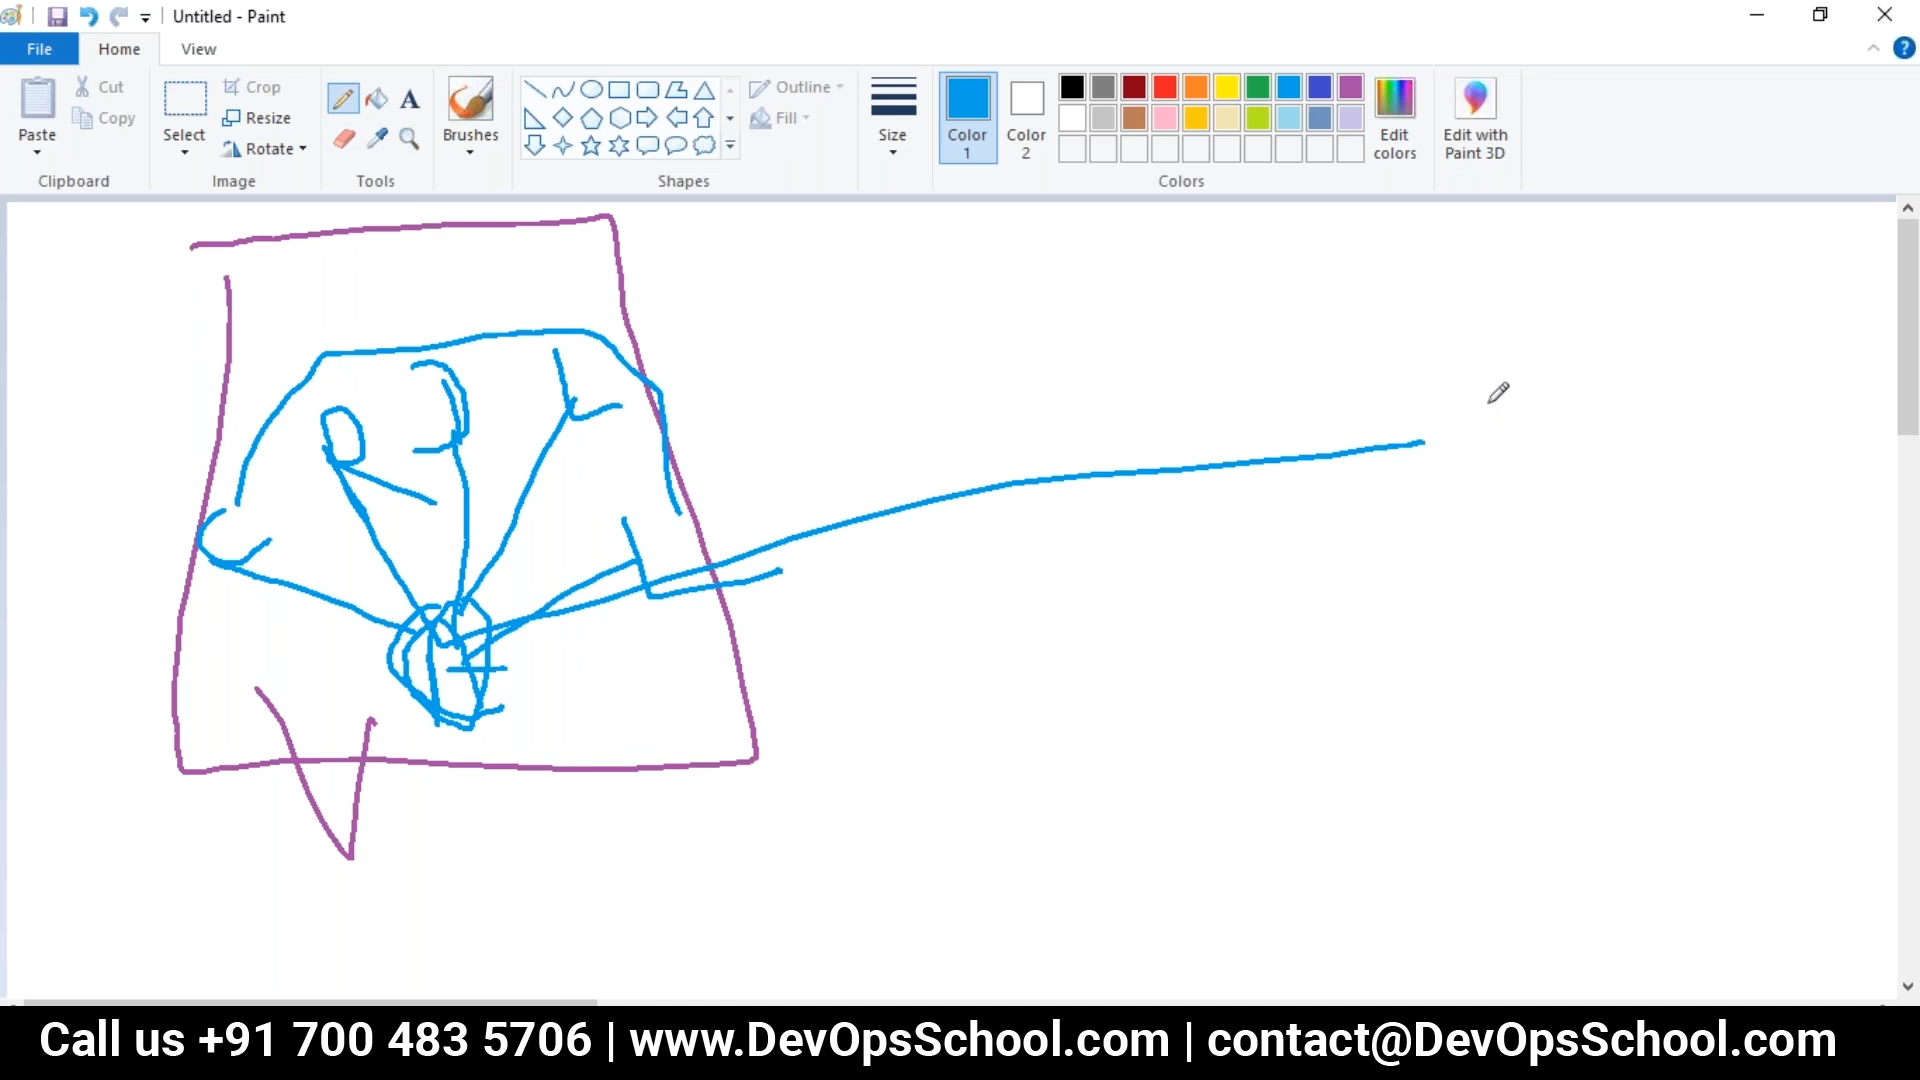 Untitled - Paint
File Home View
Paste
Cut
Copy
Clipboard
Select
Crop
Resize
Rotate
Image
A
Tools
Brushes
Shapes
Outline
Fill
Size
Color 1
Color 2
Colors
Edit colors
Edit with Paint 3D
?
Call us +91 700 483 5706 | www.DevOpsSchool.com | contact@DevOpsSchool.com